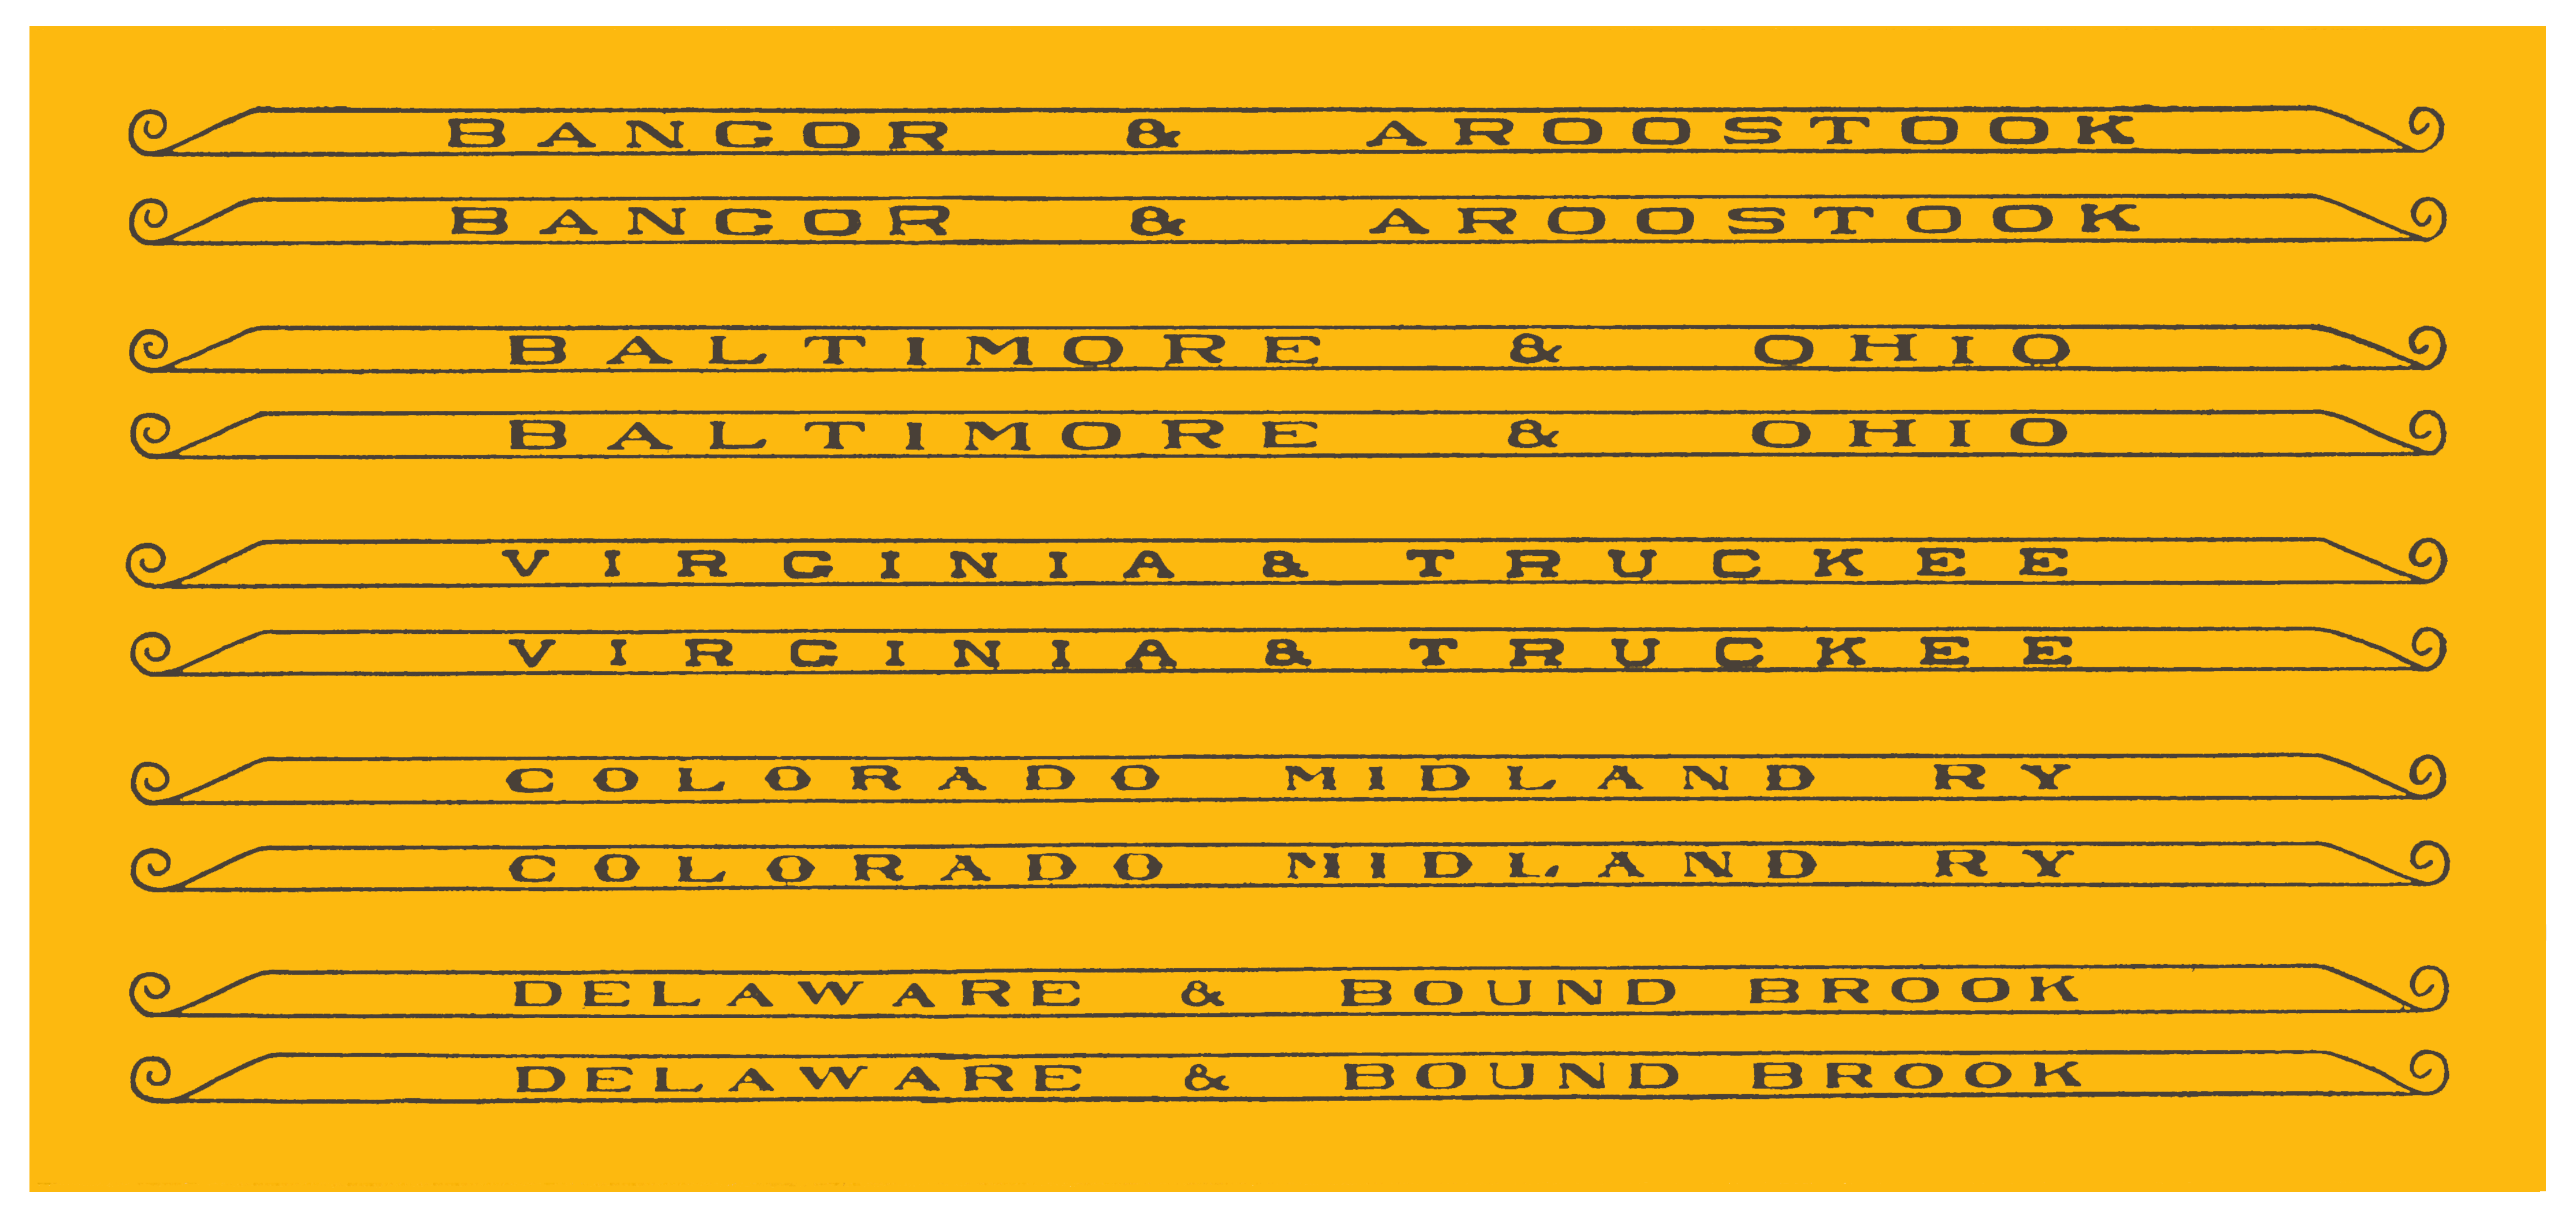 BANGOR & AROOSTOOK
BANGOR & AROOSTOOK
BALTIMORE & OHIO
BALTIMORE & OHIO
VIRGINIA & TRUCKEE
VIRGINIA & TRUCKEE
COLORADO MIDLAND RY
COLORADO MIDLAND RY
DELAWARE & BOUND BROOK
DELAWARE & BOUND BROOK